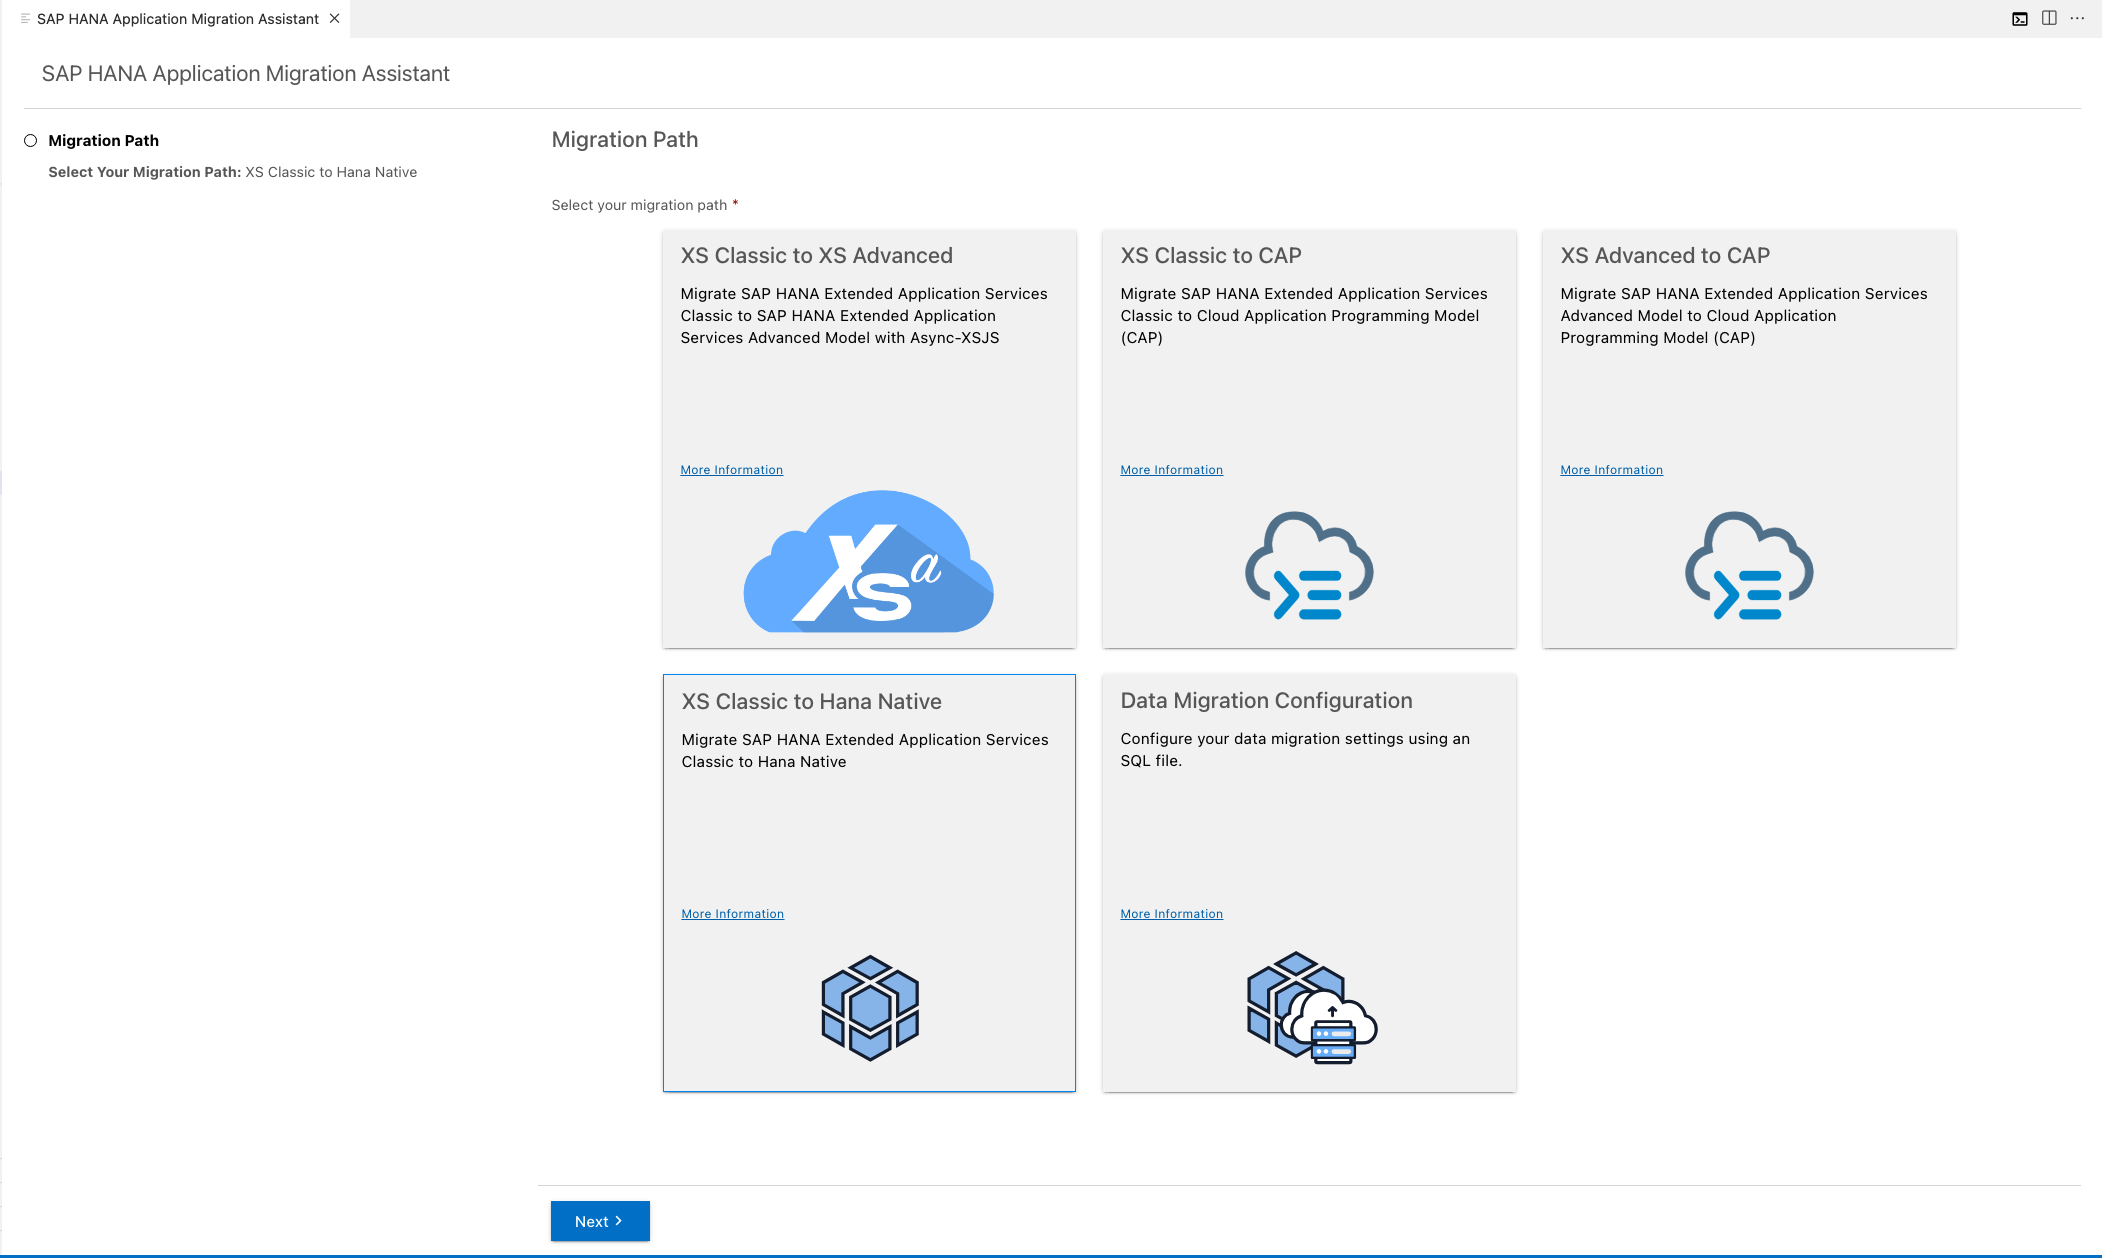 SAP HANA Application Migration Assistant
SAP HANA Application Migration Assistant
Migration Path
Select Your Migration Path: XS Classic to Hana Native
Migration Path
Select your migration path *
XS Classic to XS Advanced
Migrate SAP HANA Extended Application Services
Classic to SAP HANA Extended Application
Services Advanced Model with Async-XSJS
More Information
XSa
XS Classic to CAP
Migrate SAP HANA Extended Application Services
Classic to Cloud Application Programming Model
(CAP)
More Information
XS Advanced to CAP
Migrate SAP HANA Extended Application Services
Advanced Model to Cloud Application
Programming Model (CAP)
More Information
XS Classic to Hana Native
Migrate SAP HANA Extended Application Services
Classic to Hana Native
More Information
Data Migration Configuration
Configure your data migration settings using an
SQL file.
More Information
Next